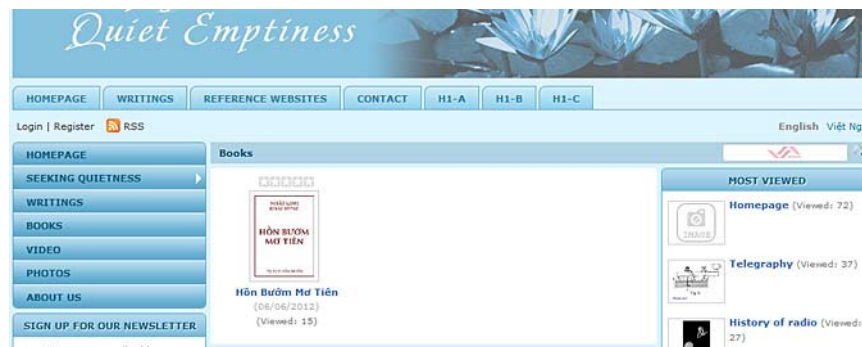 Quiet Emptiness
HOMEPAGE WRITINGS REFERENCE WEBSITES CONTACT H1-A H1-B H1-C
Login | Register RSS
English Việt
HOMEPAGE
SEEKING QUIETNESS
WRITINGS
BOOKS
VIDEO
PHOTOS
ABOUT US
SIGN UP FOR OUR NEWSLETTER
Books
HỒN BƯỚM
MƠ TIÊN
Hồn Bướm Mơ Tiên
(06/06/2012)
(Viewed: 15)
MOST VIEWED
IMAGE
Homepage (Viewed: 72)
Telegraphy (Viewed: 37)
History of radio (Viewed:
27)